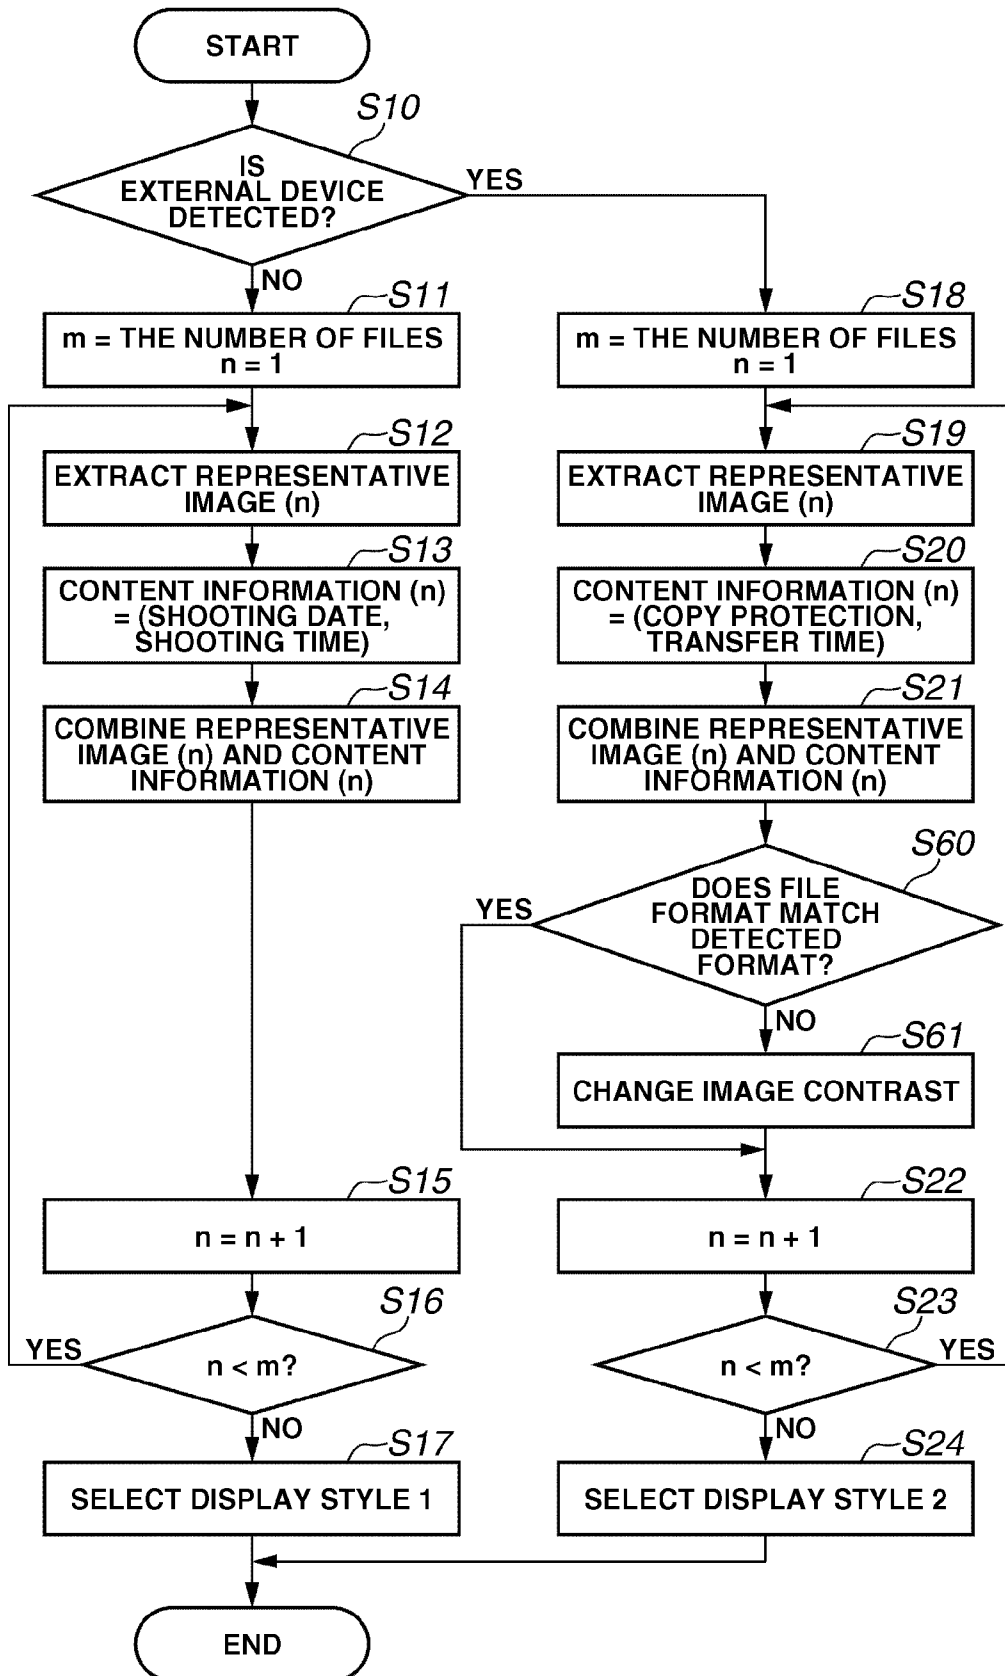 START
S10
IS
EXTERNAL DEVICE
DETECTED?
YES
NO
S11
m = THE NUMBER OF FILES
n = 1
S12
EXTRACT REPRESENTATIVE
IMAGE (n)
S13
CONTENT INFORMATION (n)
= (SHOOTING DATE,
SHOOTING TIME)
S14
COMBINE REPRESENTATIVE
IMAGE (n) AND CONTENT
INFORMATION (n)
S15
n = n + 1
S16
n < m?
YES
NO
S17
SELECT DISPLAY STYLE 1
S18
m = THE NUMBER OF FILES
n = 1
S19
EXTRACT REPRESENTATIVE
IMAGE (n)
S20
CONTENT INFORMATION (n)
= (COPY PROTECTION,
TRANSFER TIME)
S21
COMBINE REPRESENTATIVE
IMAGE (n) AND CONTENT
INFORMATION (n)
S60
DOES FILE
FORMAT MATCH
DETECTED
FORMAT?
YES
NO
S61
CHANGE IMAGE CONTRAST
S22
n = n + 1
S23
n < m?
YES
NO
S24
SELECT DISPLAY STYLE 2
END